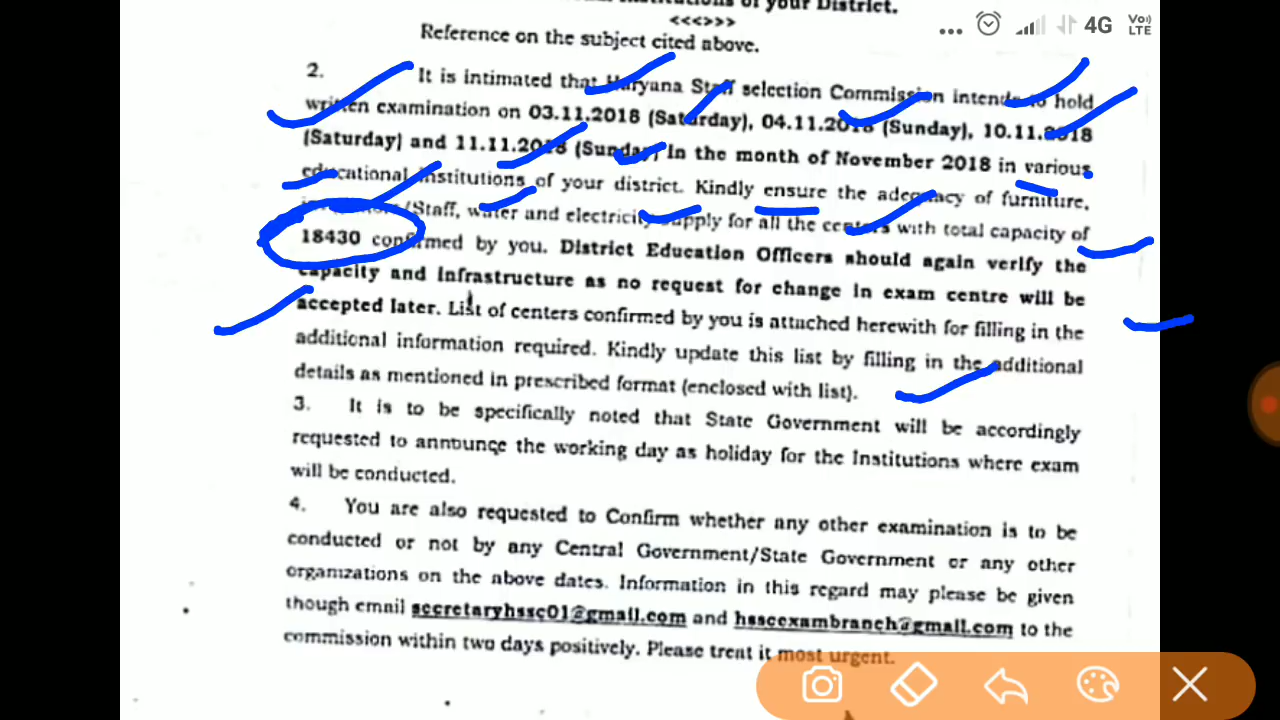 of your District.
<<<>>>
4G
Vo)
LTE
Reference on the subject cited above.
2. It is intimated that Haryana Staff selection Commission intends to hold
written examination on 03.11.2018 (Saturday), 04.11.2018 (Sunday), 10.11.2018
(Saturday) and 11.11.2018 (Sunday) In the month of November 2018 in various
educational institutions of your district. Kindly ensure the adequacy of furniture,
/Staff, water and electricity supply for all the centers with total capacity of
18430 confirmed by you. District Education Officers should again verify the
capacity and infrastructure as no request for change in exam centre will be
accepted later. List of centers confirmed by you is attached herewith for filling in the
additional information required. Kindly update this list by filling in the additional
details as mentioned in prescribed format (enclosed with list).
3. It is to be specifically noted that State Government will be accordingly
requested to announce the working day as holiday for the Institutions where exam
will be conducted.
4. You are also requested to Confirm whether any other examination is to be
conducted or not by any Central Government/State Government or any other
organizations on the above dates. Information in this regard may please be given
though email secretaryhssc01@gmail.com and hsscexambranch@gmail.com to the
commission within two days positively. Please treat it most urgent.